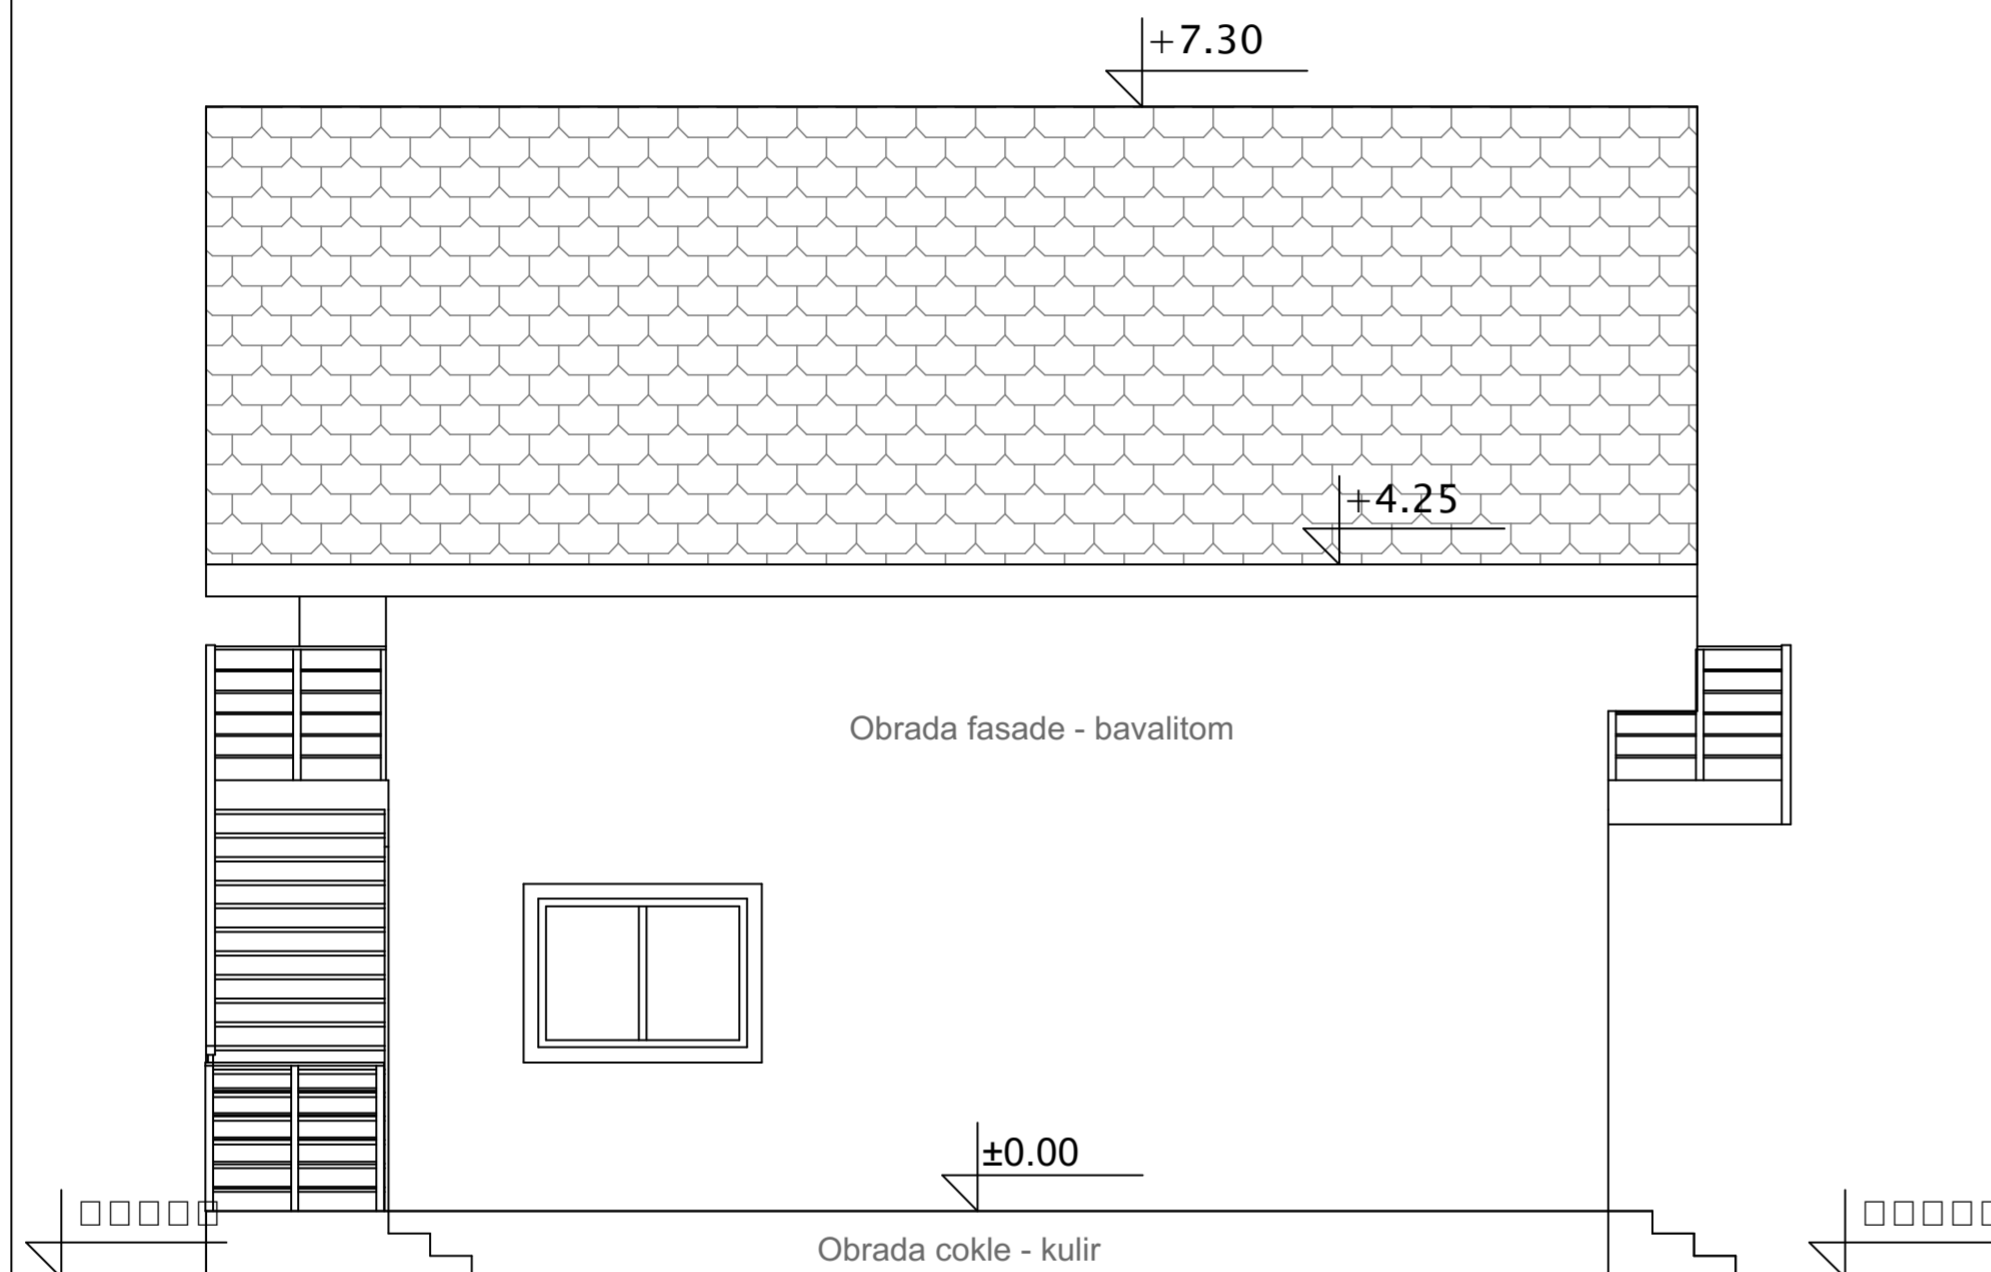 +7.30
+4.25
Obrada fasade - bavalitom
±0.00
Obrada cokle - kulir